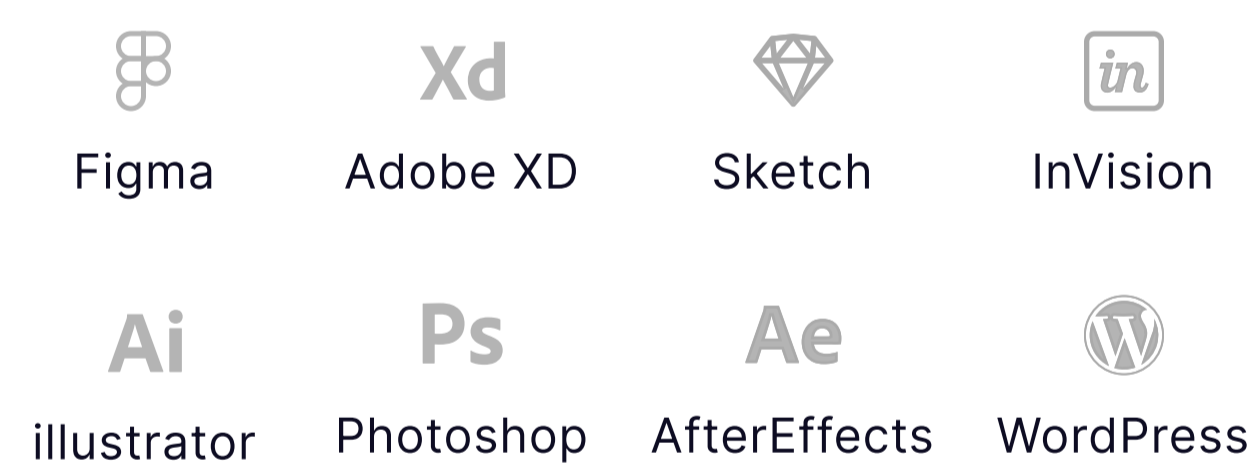 Xd in
Figma Adobe XD Sketch InVision
Ai Ps Ae W
illustrator Photoshop AfterEffects WordPress